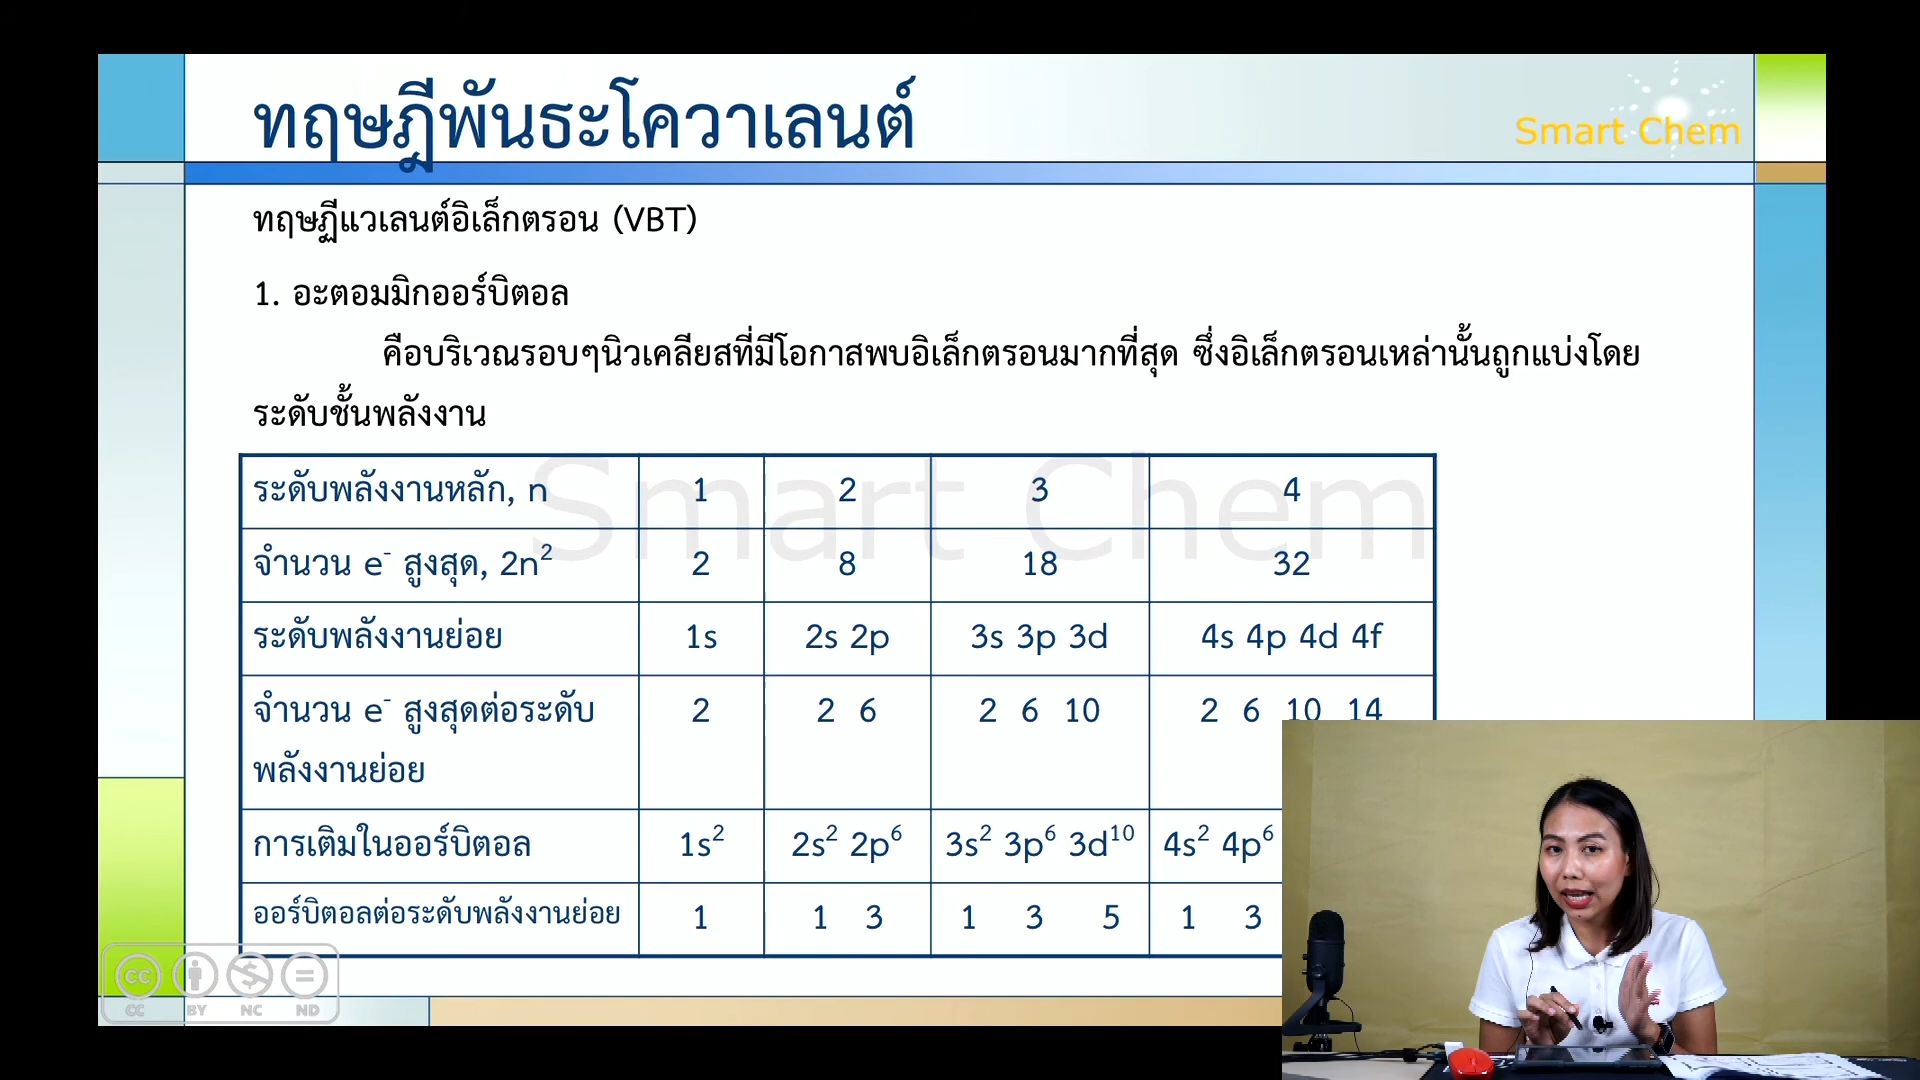 ทฤษฎีพันธะโควาเลนต์
Smart Chem
ทฤษฏีแวเลนต์อิเล็กตรอน (VBT)
1. อะตอมมิกออร์บิตอล
คือบริเวณรอบๆนิวเคลียสที่มีโอกาสพบอิเล็กตรอนมากที่สุด ซึ่งอิเล็กตรอนเหล่านั้นถูกแบ่งโดย
ระดับชั้นพลังงาน
Smart Chem
ระดับพลังงานหลัก, n 1 2 3 4
จำนวน e⁻ สูงสุด, 2n² 2 8 18 32
ระดับพลังงานย่อย 1s 2s 2p 3s 3p 3d 4s 4p 4d 4f
จำนวน e⁻ สูงสุดต่อระดับ 2 2 6 2 6 10 2 6 10 14
พลังงานย่อย
การเติมในออร์บิตอล 1s² 2s² 2p⁶ 3s² 3p⁶ 3d¹⁰ 4s² 4p⁶
ออร์บิตอลต่อระดับพลังงานย่อย 1 1 3 1 3 5 1 3
CC BY NC ND